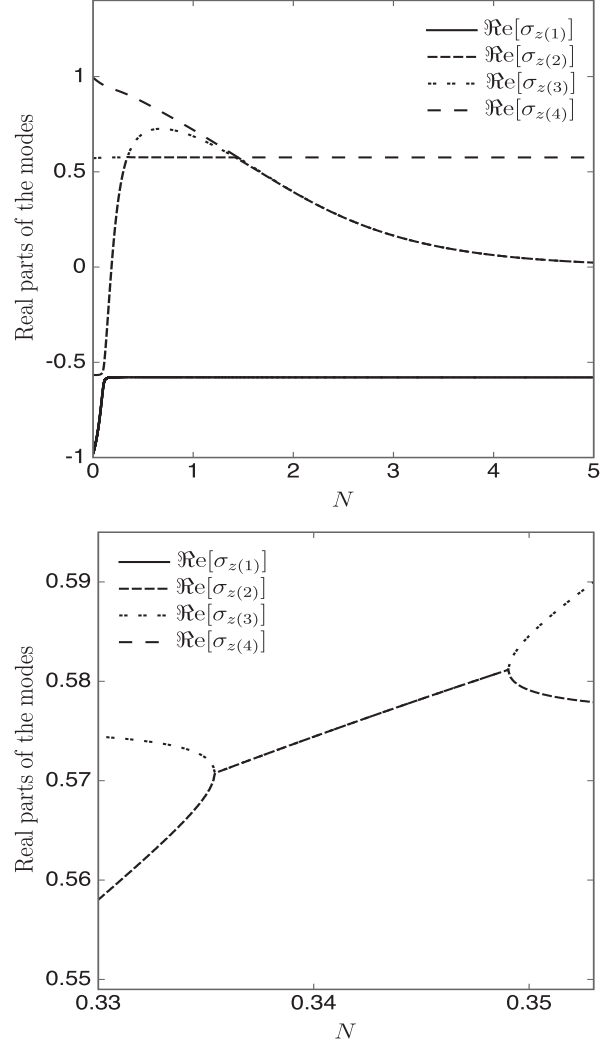 ℜe[σz(1)]
ℜe[σz(2)]
ℜe[σz(3)]
ℜe[σz(4)]
Real parts of the modes
1
0.5
0
-0.5
-1
0 1 2 3 4 5
N
ℜe[σz(1)]
ℜe[σz(2)]
ℜe[σz(3)]
ℜe[σz(4)]
Real parts of the modes
0.59
0.58
0.57
0.56
0.55
0.33 0.34 0.35
N